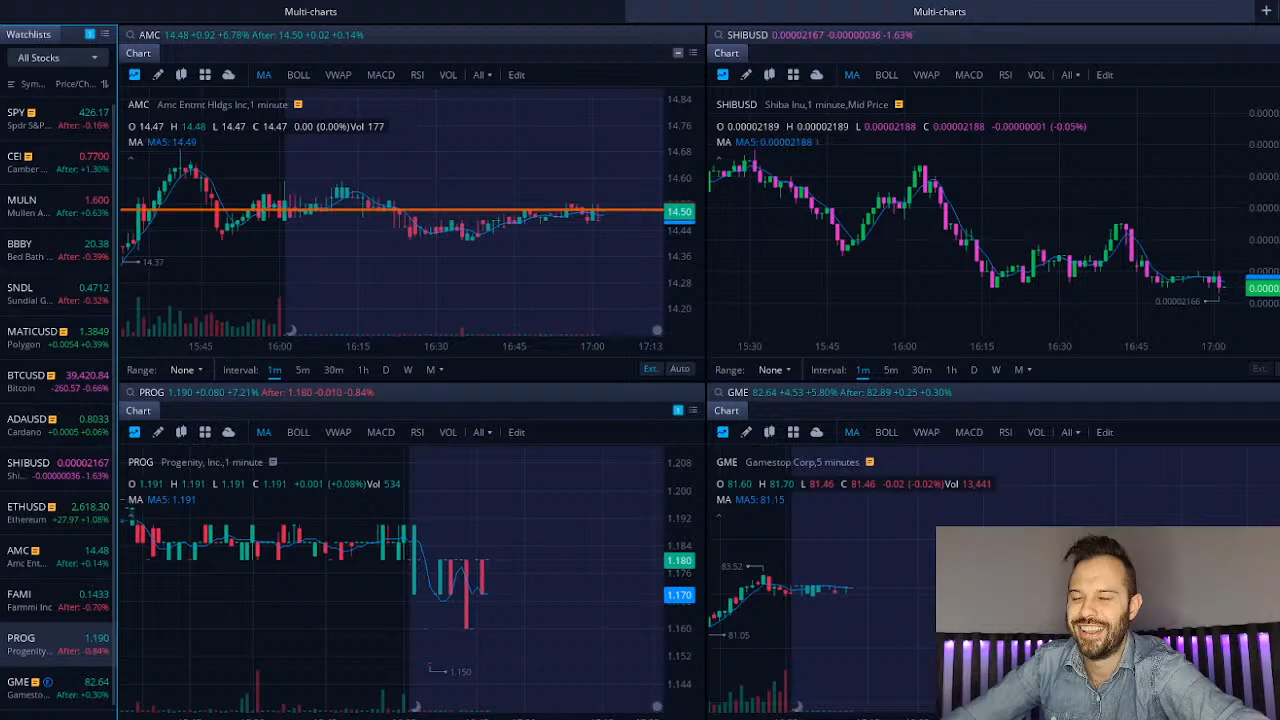 Multi-charts
Multi-charts
Watchlists
1
All Stocks
Sym... Price/Ch...
SPY 426.17
Spdr S&P... After: -0.16%
CEI 0.7700
Camber... After: +1.30%
MULN 1.600
Mullen A... After: +0.63%
BBBY 20.38
Bed Bath ... After: -0.39%
SNDL 0.4712
Sundial G... After: -0.32%
MATICUSD 1.3849
Polygon +0.0054 +0.39%
BTCUSD 39,420.84
Bitcoin -260.57 -0.66%
ADAUSD 0.8033
Cardano +0.0005 +0.06%
SHIBUSD 0.00002167
Shi... -0.00000036 -1.63%
ETHUSD 2,618.30
Ethereum +27.97 +1.08%
AMC 14.48
Amc Ent... After: +0.14%
FAMI 0.1433
Farmmi Inc After: -0.70%
PROG 1.190
Progenity... After: -0.84%
GME E 82.64
Gamesto... After: +0.30%
AMC 14.48 +0.92 +6.78% After: 14.50 +0.02 +0.14%
Chart
MA BOLL VWAP MACD RSI VOL All Edit
AMC Amc Entmt Hldgs Inc,1 minute
O 14.47 H 14.48 L 14.47 C 14.47 0.00 (0.00%) Vol 177
MA MA5: 14.49
14.84
14.76
14.68
14.60
14.50
14.44
14.36
14.28
14.20
14.37
15:45 16:00 16:15 16:30 16:45 17:00 17:13
Range: None Interval: 1m 5m 30m 1h D W M Ext. Auto
SHIBUSD 0.00002167 -0.00000036 -1.63%
Chart
MA BOLL VWAP MACD RSI VOL All Edit
SHIBUSD Shiba Inu,1 minute,Mid Price
O 0.00002189 H 0.00002189 L 0.00002188 C 0.00002188 -0.00000001 (-0.05%)
MA MA5: 0.00002188
0.00002166
15:30 15:45 16:00 16:15 16:30 16:45 17:00
Range: None Interval: 1m 5m 30m 1h D W M Ext.
PROG 1.190 +0.080 +7.21% After: 1.180 -0.010 -0.84%
1
Chart
MA BOLL VWAP MACD RSI VOL All Edit
PROG Progenity, Inc.,1 minute
O 1.191 H 1.191 L 1.191 C 1.191 +0.001 (+0.08%) Vol 534
MA MA5: 1.191
1.208
1.200
1.192
1.184
1.180
1.176
1.170
1.160
1.152
1.144
1.150
GME 82.64 +4.53 +5.80% After: 82.89 +0.25 +0.30%
Chart
MA BOLL VWAP MACD RSI VOL All Edit
GME Gamestop Corp,5 minutes
O 81.60 H 81.70 L 81.46 C 81.46 -0.02 (-0.02%) Vol 13,441
MA MA5: 81.15
83.52
81.05